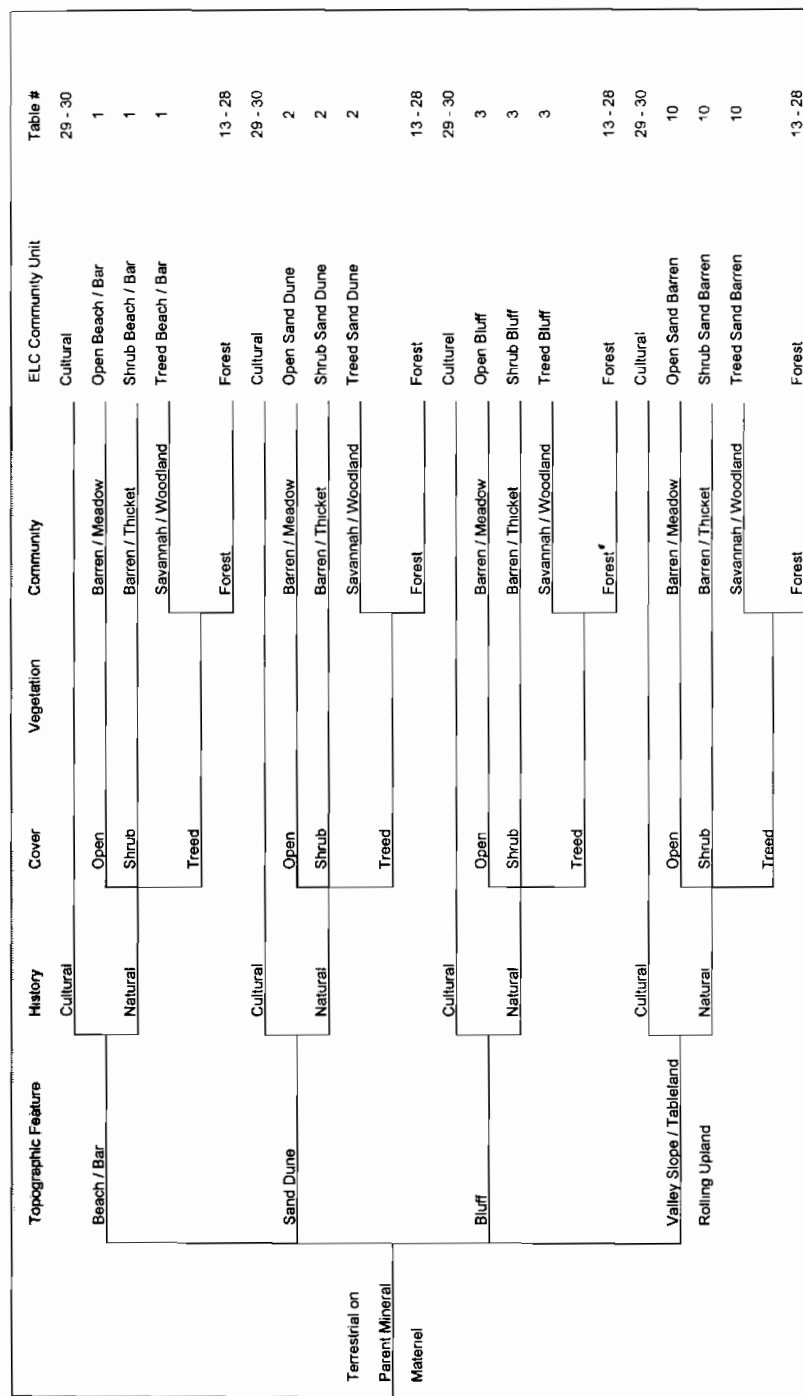 Topographic Feature History Cover Vegetation Community ELC Community Unit Table #
Cultural Cultural 29 - 30
Beach / Bar Open Barren / Meadow Open Beach / Bar 1
Natural Shrub Barren / Thicket Shrub Beach / Bar 1
Savannah / Woodland Treed Beach / Bar 1
Treed
Forest Forest 13 - 28
Cultural Cultural 29 - 30
Sand Dune Open Barren / Meadow Open Sand Dune 2
Natural Shrub Barren / Thicket Shrub Sand Dune 2
Savannah / Woodland Treed Sand Dune 2
Terrestrial on
Parent Mineral Treed
Materiel Forest Forest 13 - 28
Cultural Culturel 29 - 30
Bluff Open Barren / Meadow Open Bluff 3
Natural Shrub Barren / Thicket Shrub Bluff 3
Savannah / Woodland Treed Bluff 3
Treed
Forest Forest 13 - 28
Cultural Cultural 29 - 30
Valley Slope / Tableland Open Barren / Meadow Open Sand Barren 10
Rolling Upland Natural Shrub Barren / Thicket Shrub Sand Barren 10
Savannah / Woodland Treed Sand Barren 10
Treed
Forest Forest 13 - 28